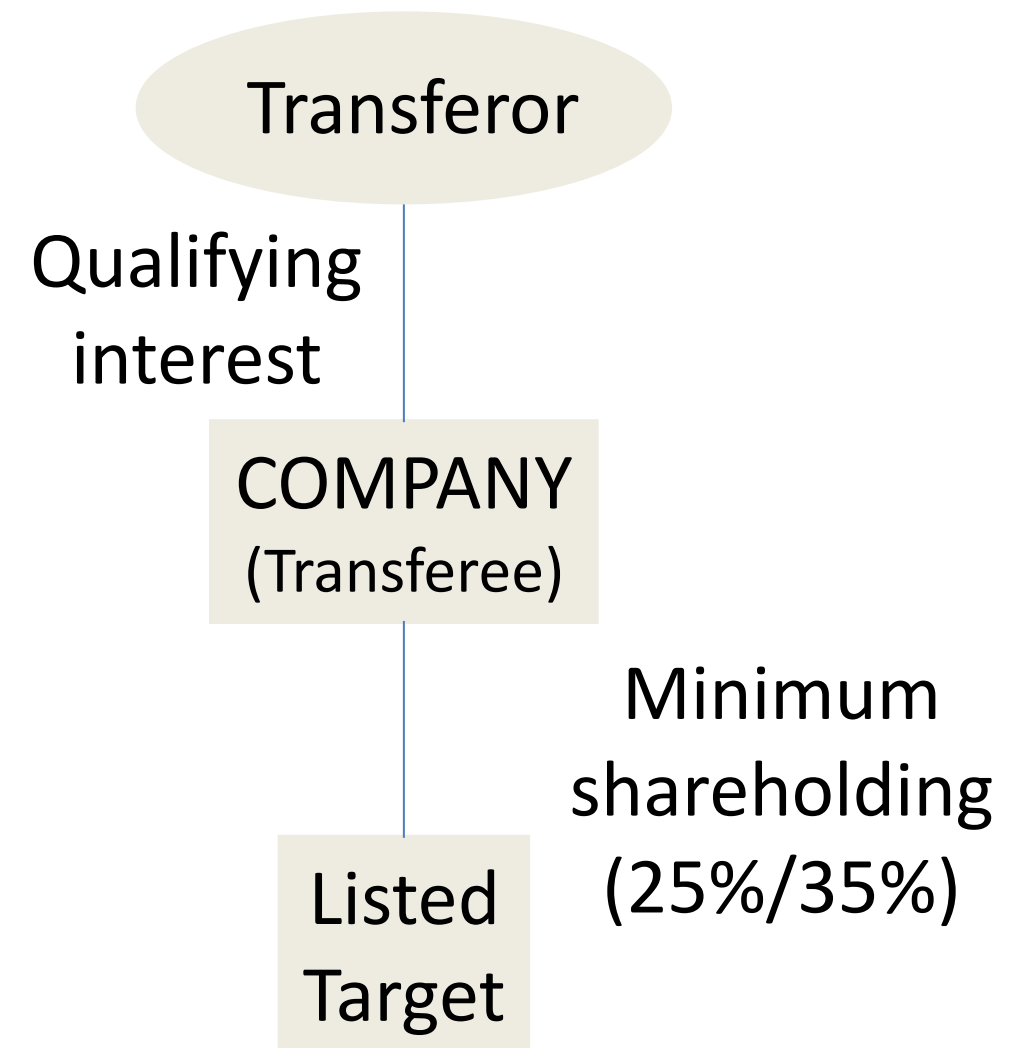 Transferor
Qualifying
interest
COMPANY
(Transferee)
Minimum
shareholding
(25%/35%)
Listed
Target